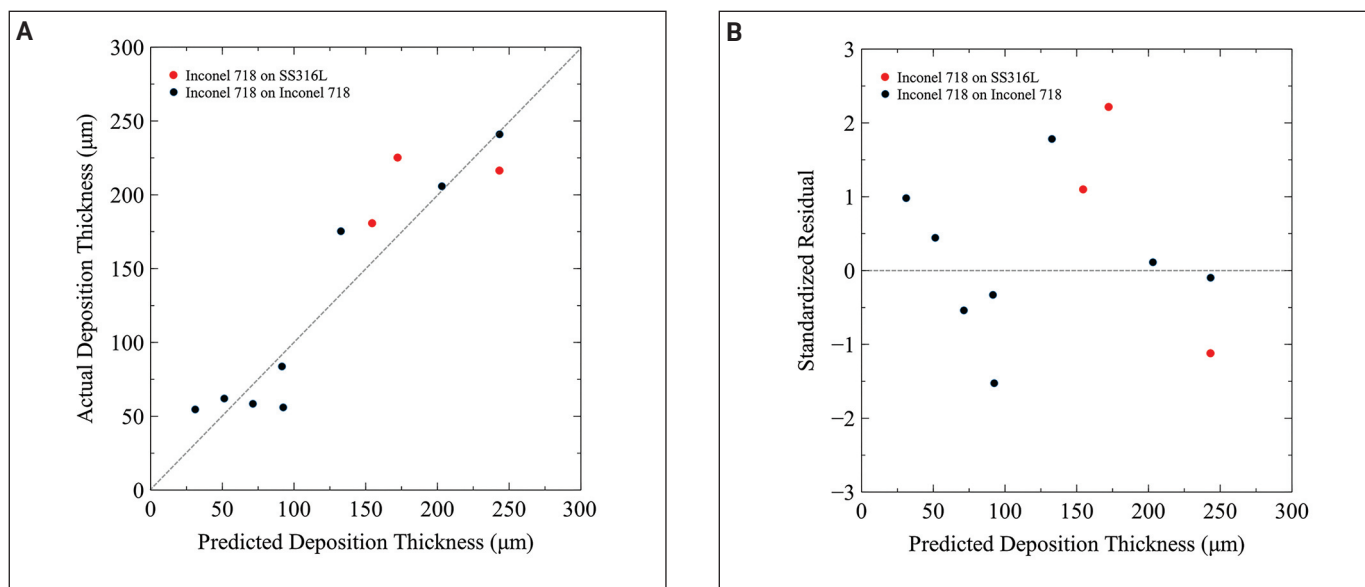 A
Inconel 718 on SS316L
Inconel 718 on Inconel 718
Actual Deposition Thickness (μm)
300
250
200
150
100
50
0
0 50 100 150 200 250 300
Predicted Deposition Thickness (μm)
B
Inconel 718 on SS316L
Inconel 718 on Inconel 718
Standardized Residual
3
2
1
0
−1
−2
−3
0 50 100 150 200 250 300
Predicted Deposition Thickness (μm)